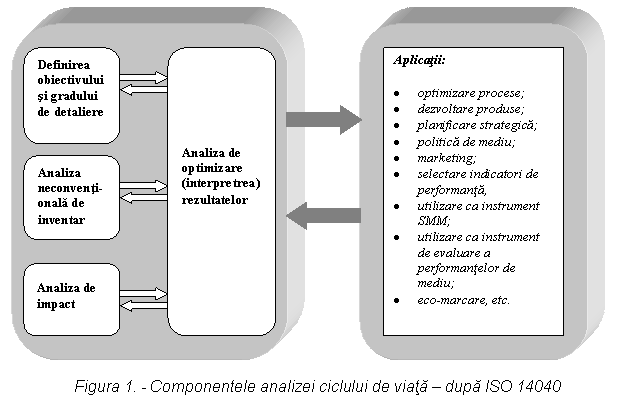 Definirea
obiectivului
şi gradului
de detaliere
Analiza
neconvenţi-
onală de
inventar
Analiza de
impact
Analiza de
optimizare
(interpretrea)
rezultatelor
Aplicaţii:
• optimizare procese;
• dezvoltare produse;
• planificare strategică;
• politică de mediu;
• marketing;
• selectare indicatori de
performanţă,
• utilizare ca instrument
SMM;
• utilizare ca instrument
de evaluare a
performanţelor de
mediu;
• eco-marcare, etc.
Figura 1. - Componentele analizei ciclului de viaţă – după ISO 14040